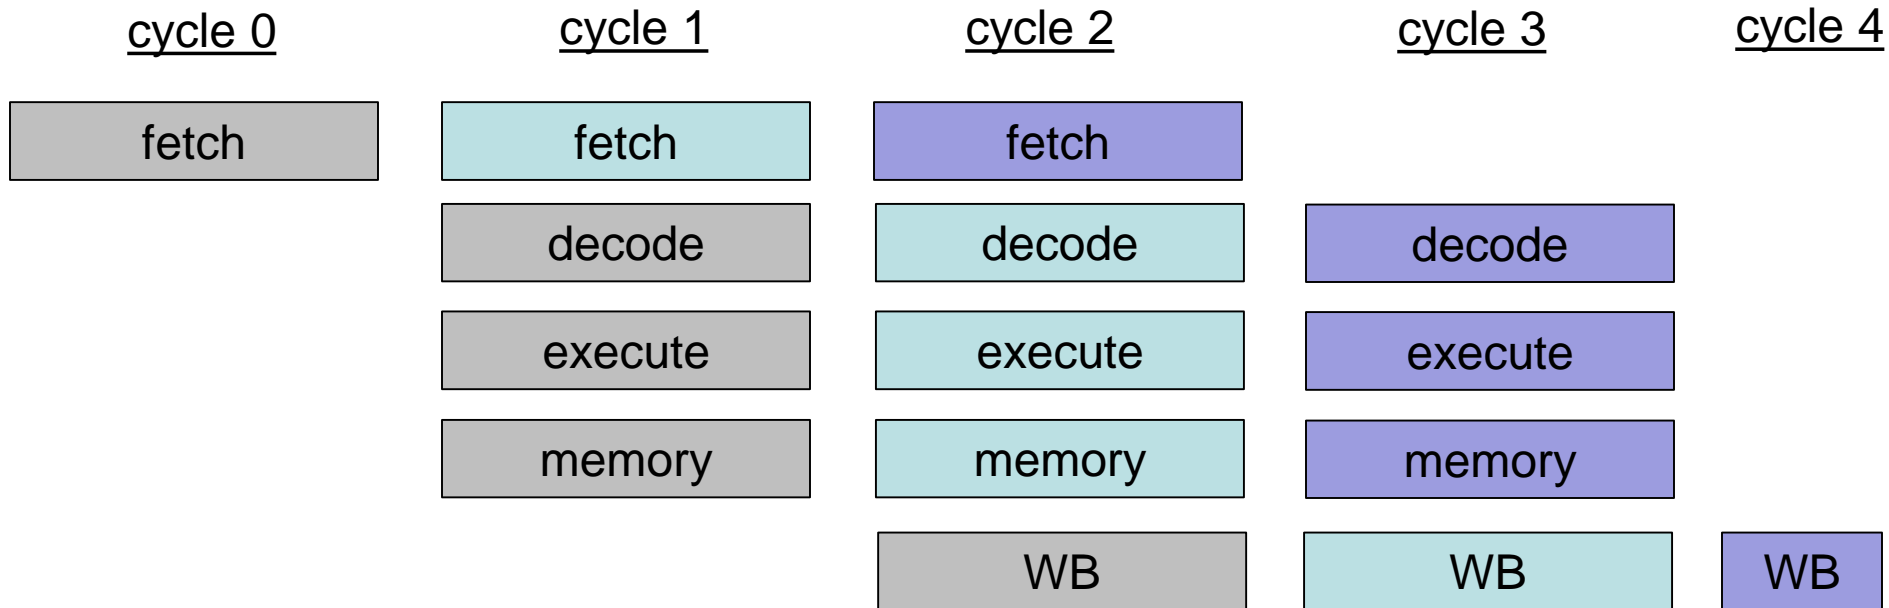 cycle 0 cycle 1 cycle 2 cycle 3 cycle 4
fetch fetch fetch
decode decode decode
execute execute execute
memory memory memory
WB WB WB